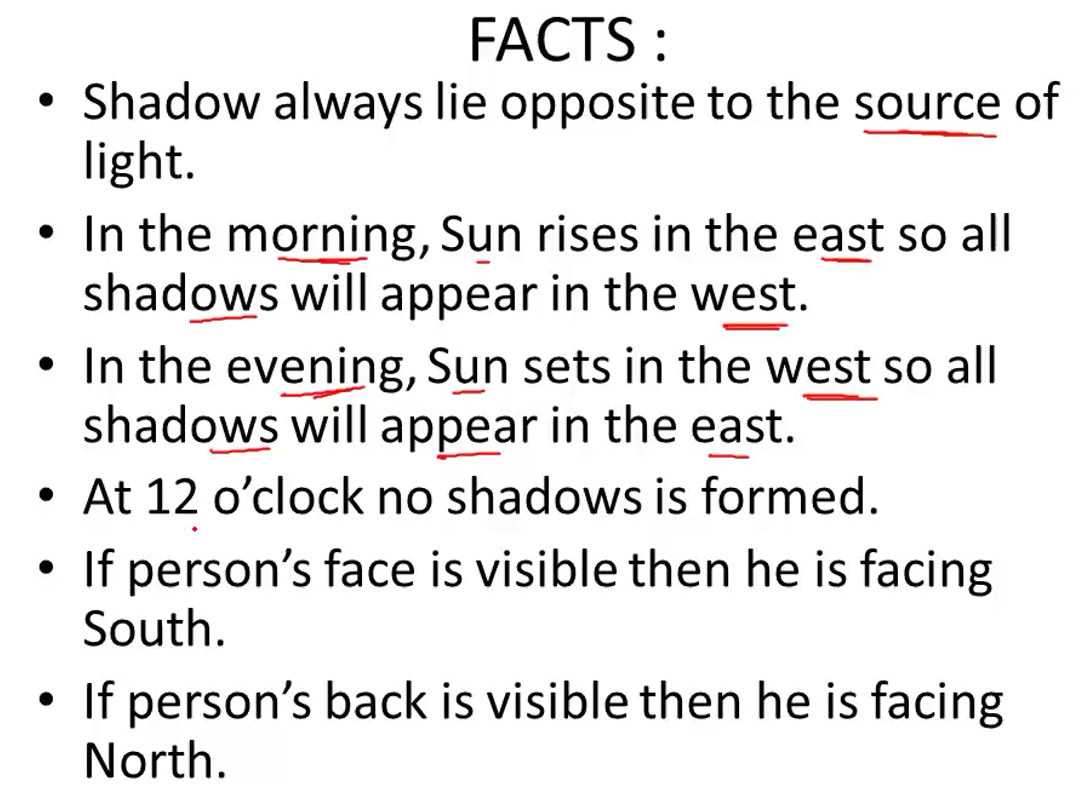 FACTS :
• Shadow always lie opposite to the source of
light.
• In the morning, Sun rises in the east so all
shadows will appear in the west.
• In the evening, Sun sets in the west so all
shadows will appear in the east.
• At 12 o’clock no shadows is formed.
• If person’s face is visible then he is facing
South.
• If person’s back is visible then he is facing
North.